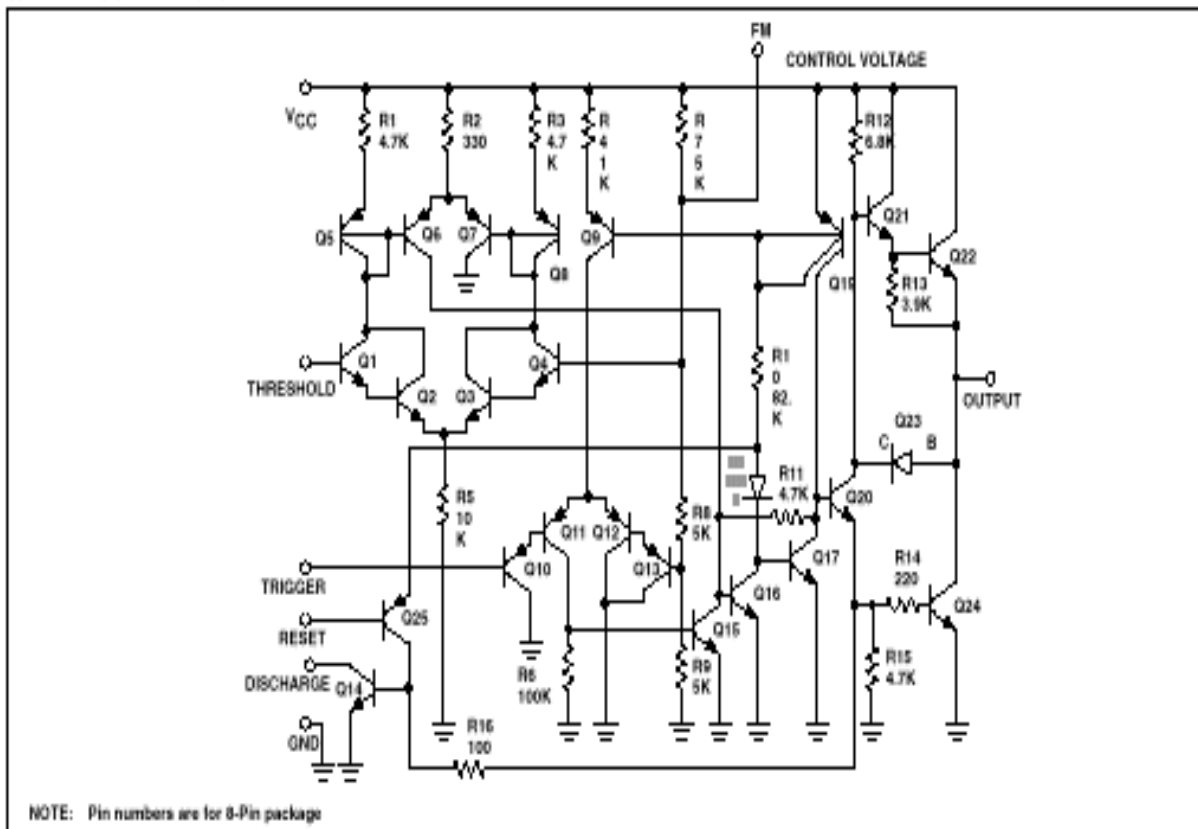 FM
CONTROL VOLTAGE
VCC
R1
4.7K
R2
330
R3
4.7
K
R
4
1
K
R
7
5
K
R12
6.8K
Q5
Q6
Q7
Q8
Q9
Q19
Q21
Q22
R13
3.9K
THRESHOLD
Q1
Q2
Q3
Q4
R1
0
82.
K
OUTPUT
Q23
C
B
R5
10
K
R11
4.7K
Q20
Q11
Q12
R8
5K
TRIGGER
Q10
Q13
Q17
Q16
R14
220
Q24
RESET
Q25
Q15
DISCHARGE
Q14
R6
100K
R9
5K
R15
4.7K
GND
R16
100
NOTE: Pin numbers are for 8-Pin package